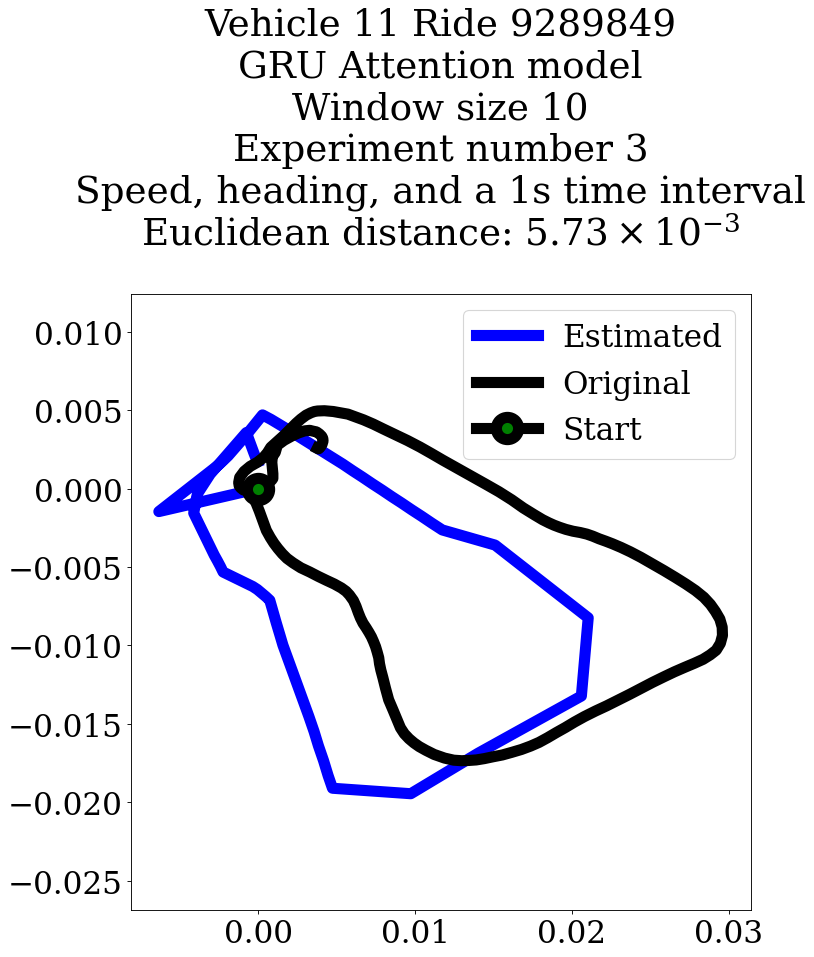 Vehicle 11 Ride 9289849
GRU Attention model
Window size 10
Experiment number 3
Speed, heading, and a 1s time interval
Euclidean distance: 5.73 × 10⁻³
Estimated
Original
Start
0.010
0.005
0.000
−0.005
−0.010
−0.015
−0.020
−0.025
0.00 0.01 0.02 0.03